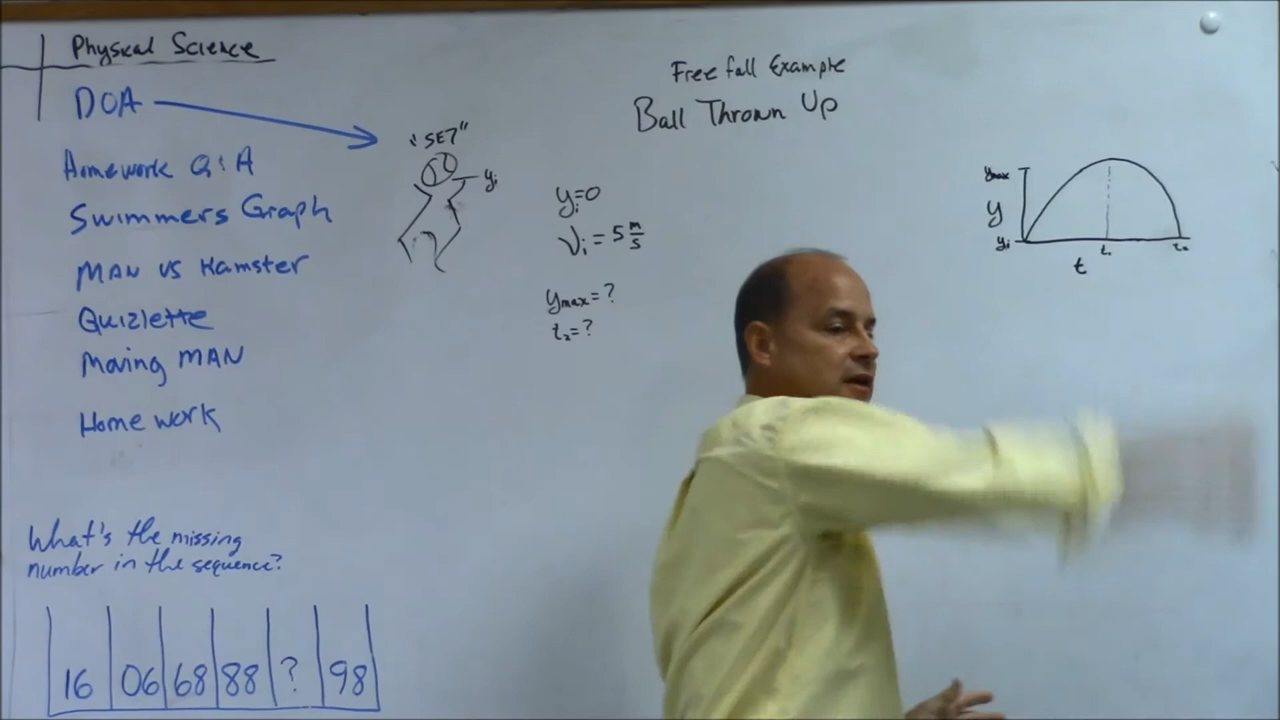 Physical Science
DOA
Homework Q&A
Swimmers Graph
MAN vs Hamster
Quizlette
Moving MAN
Home work
What's the missing
number in the sequence?
16 06 68 88 ? 98
"SET"
yi
Free fall Example
Ball Thrown Up
yi=0
Vi = 5 m/s
ymax = ?
t2 = ?
ymax
y
yi
t1
t2
t